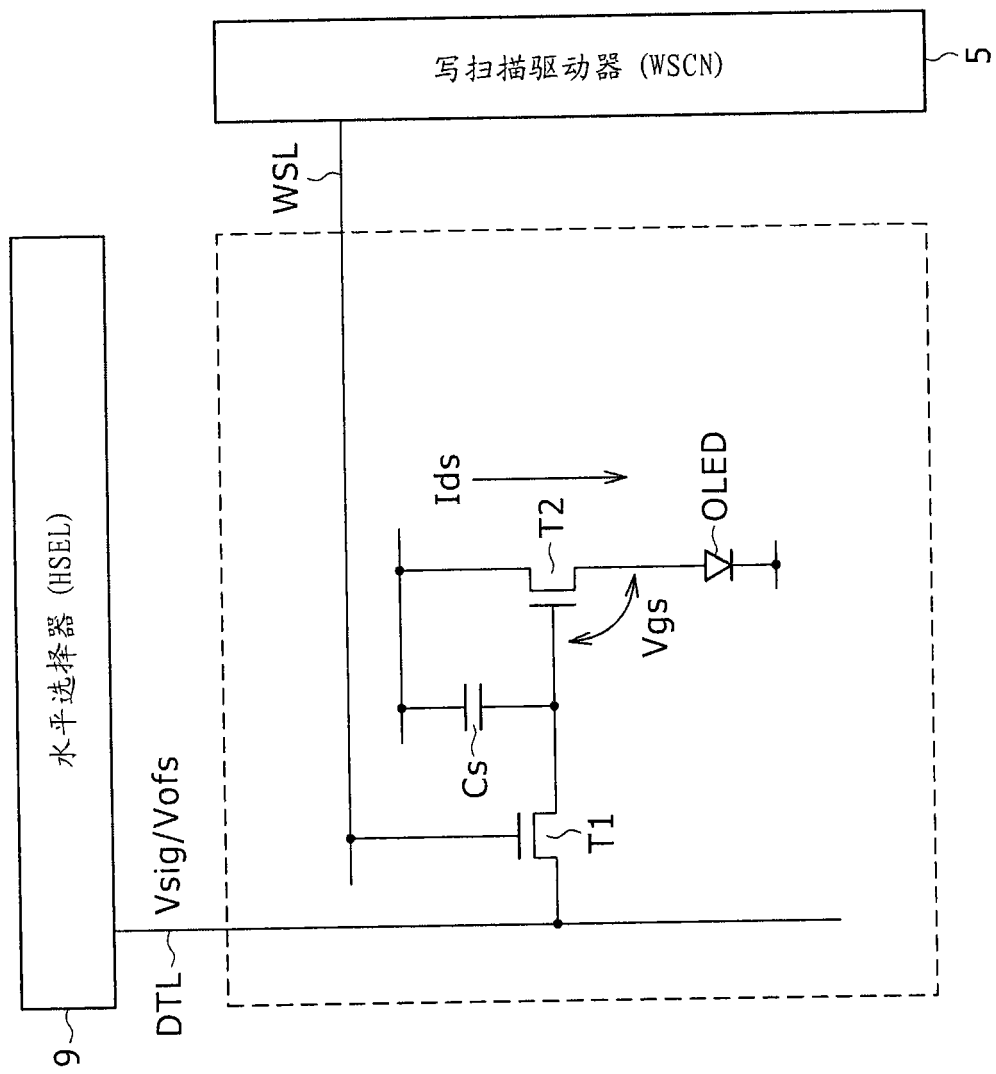 水平选择器 (HSEL)
9
DTL
Vsig/Vofs
写扫描驱动器 (WSCN)
5
WSL
Ids
T2
Cs
Vgs
T1
OLED